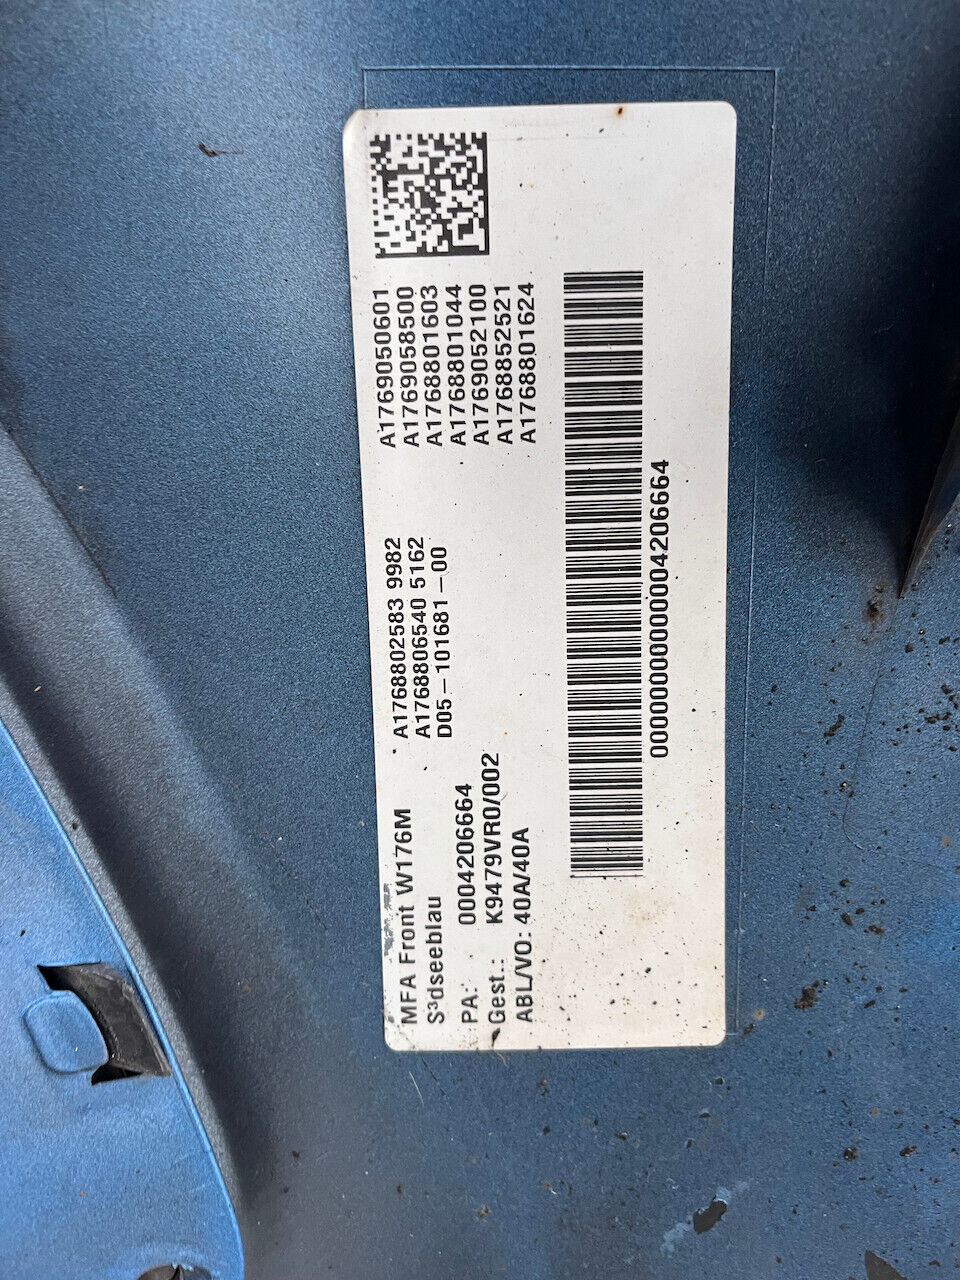 MFA Front W176M
S³dseeblau
PA: 0004206664
Gest.: K9479VR0/002
ABL/VO: 40A/40A
A1768802583 9982
A1768806540 5162
D05-101681-00
A1769050601
A1769058500
A1768801603
A1768801044
A1769052100
A1768852521
A1768801624
00000000000004206664